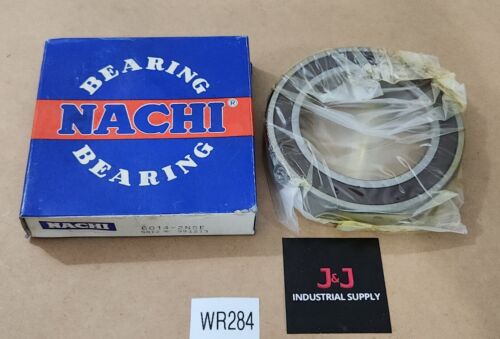 BEARING
NACHI®
BEARING
NACHI
6014-2NSE
J&J
INDUSTRIAL SUPPLY
WR284